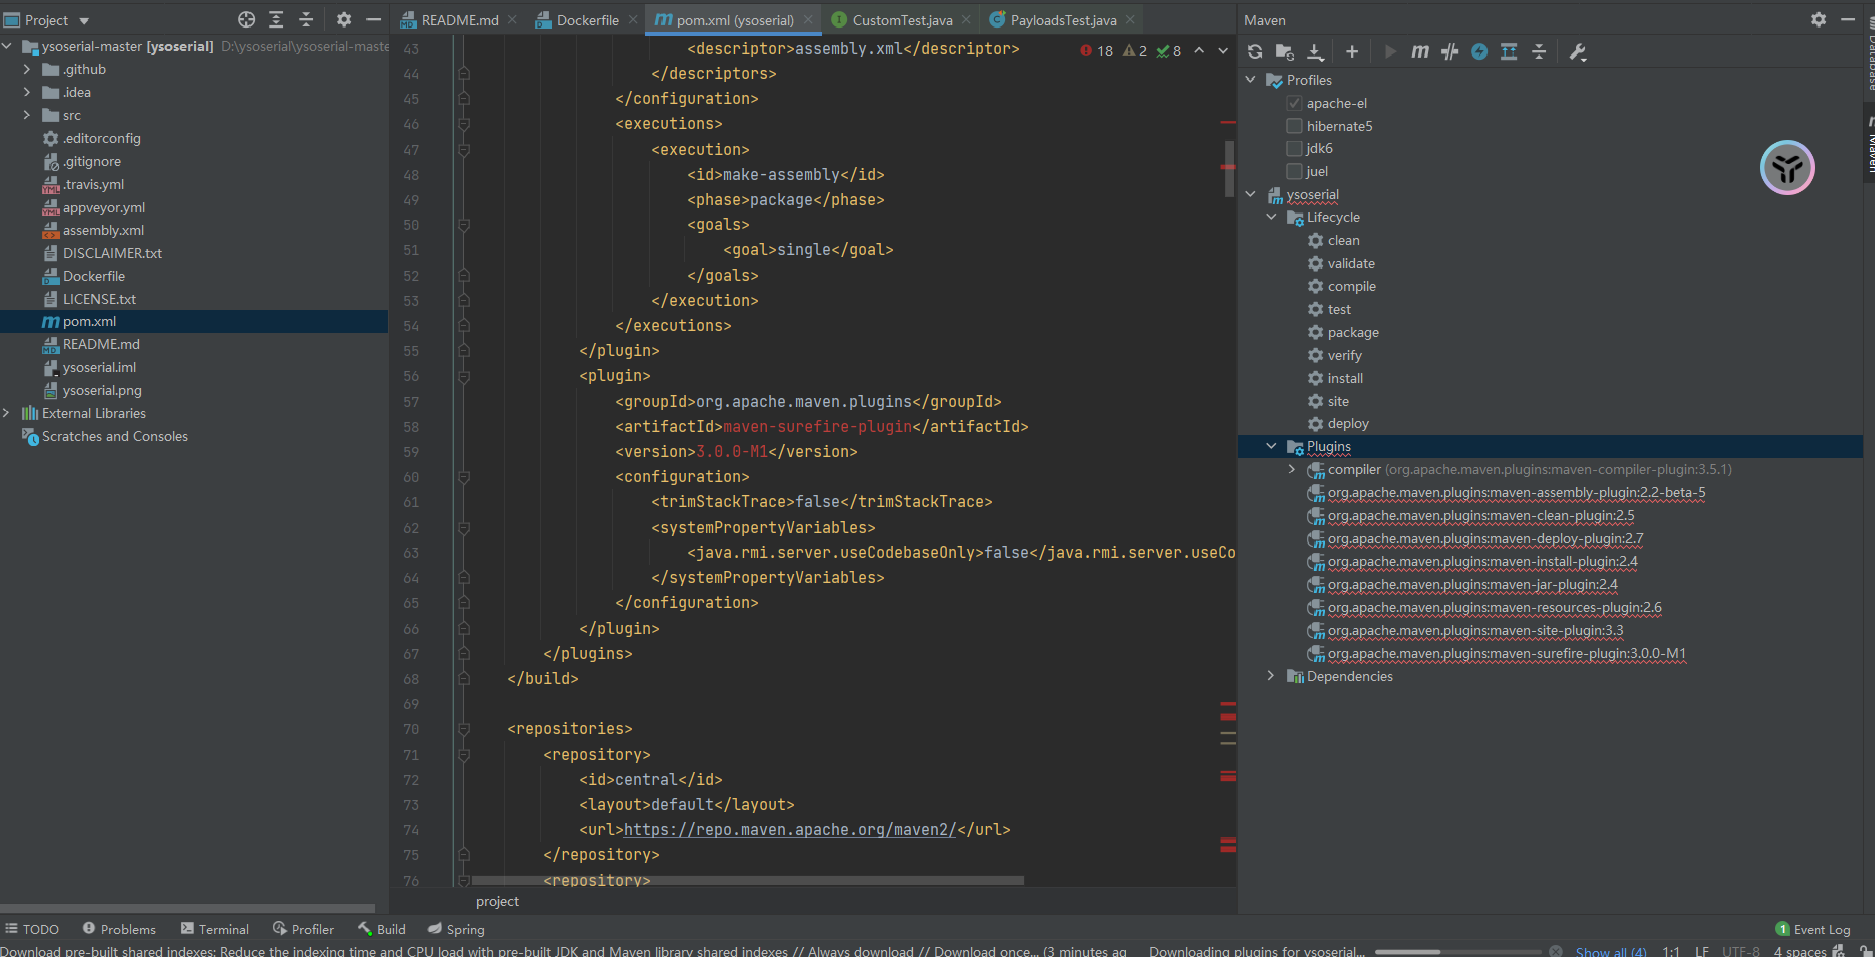 Project
ysoserial-master [ysoserial] D:\ysoserial\ysoserial-maste
.github
.idea
src
.editorconfig
.gitignore
.travis.yml
appveyor.yml
assembly.xml
DISCLAIMER.txt
Dockerfile
LICENSE.txt
pom.xml
README.md
ysoserial.iml
ysoserial.png
External Libraries
Scratches and Consoles
README.md
Dockerfile
pom.xml (ysoserial)
CustomTest.java
PayloadsTest.java
18 2 8
43 <descriptor>assembly.xml</descriptor>
44 </descriptors>
45 </configuration>
46 <executions>
47 <execution>
48 <id>make-assembly</id>
49 <phase>package</phase>
50 <goals>
51 <goal>single</goal>
52 </goals>
53 </execution>
54 </executions>
55 </plugin>
56 <plugin>
57 <groupId>org.apache.maven.plugins</groupId>
58 <artifactId>maven-surefire-plugin</artifactId>
59 <version>3.0.0-M1</version>
60 <configuration>
61 <trimStackTrace>false</trimStackTrace>
62 <systemPropertyVariables>
63 <java.rmi.server.useCodebaseOnly>false</java.rmi.server.useCo
64 </systemPropertyVariables>
65 </configuration>
66 </plugin>
67 </plugins>
68 </build>
69
70 <repositories>
71 <repository>
72 <id>central</id>
73 <layout>default</layout>
74 <url>https://repo.maven.apache.org/maven2/</url>
75 </repository>
76 <repository>
project
Maven
Profiles
apache-el
hibernate5
jdk6
juel
ysoserial
Lifecycle
clean
validate
compile
test
package
verify
install
site
deploy
Plugins
compiler (org.apache.maven.plugins:maven-compiler-plugin:3.5.1)
org.apache.maven.plugins:maven-assembly-plugin:2.2-beta-5
org.apache.maven.plugins:maven-clean-plugin:2.5
org.apache.maven.plugins:maven-deploy-plugin:2.7
org.apache.maven.plugins:maven-install-plugin:2.4
org.apache.maven.plugins:maven-jar-plugin:2.4
org.apache.maven.plugins:maven-resources-plugin:2.6
org.apache.maven.plugins:maven-site-plugin:3.3
org.apache.maven.plugins:maven-surefire-plugin:3.0.0-M1
Dependencies
Database
Maven
TODO Problems Terminal Profiler Build Spring
1 Event Log
Download pre-built shared indexes: Reduce the indexing time and CPU load with pre-built JDK and Maven library shared indexes // Always download // Download once... (3 minutes ag
Downloading plugins for ysoserial... Show all (4) 1:1 LF UTF-8 4 spaces